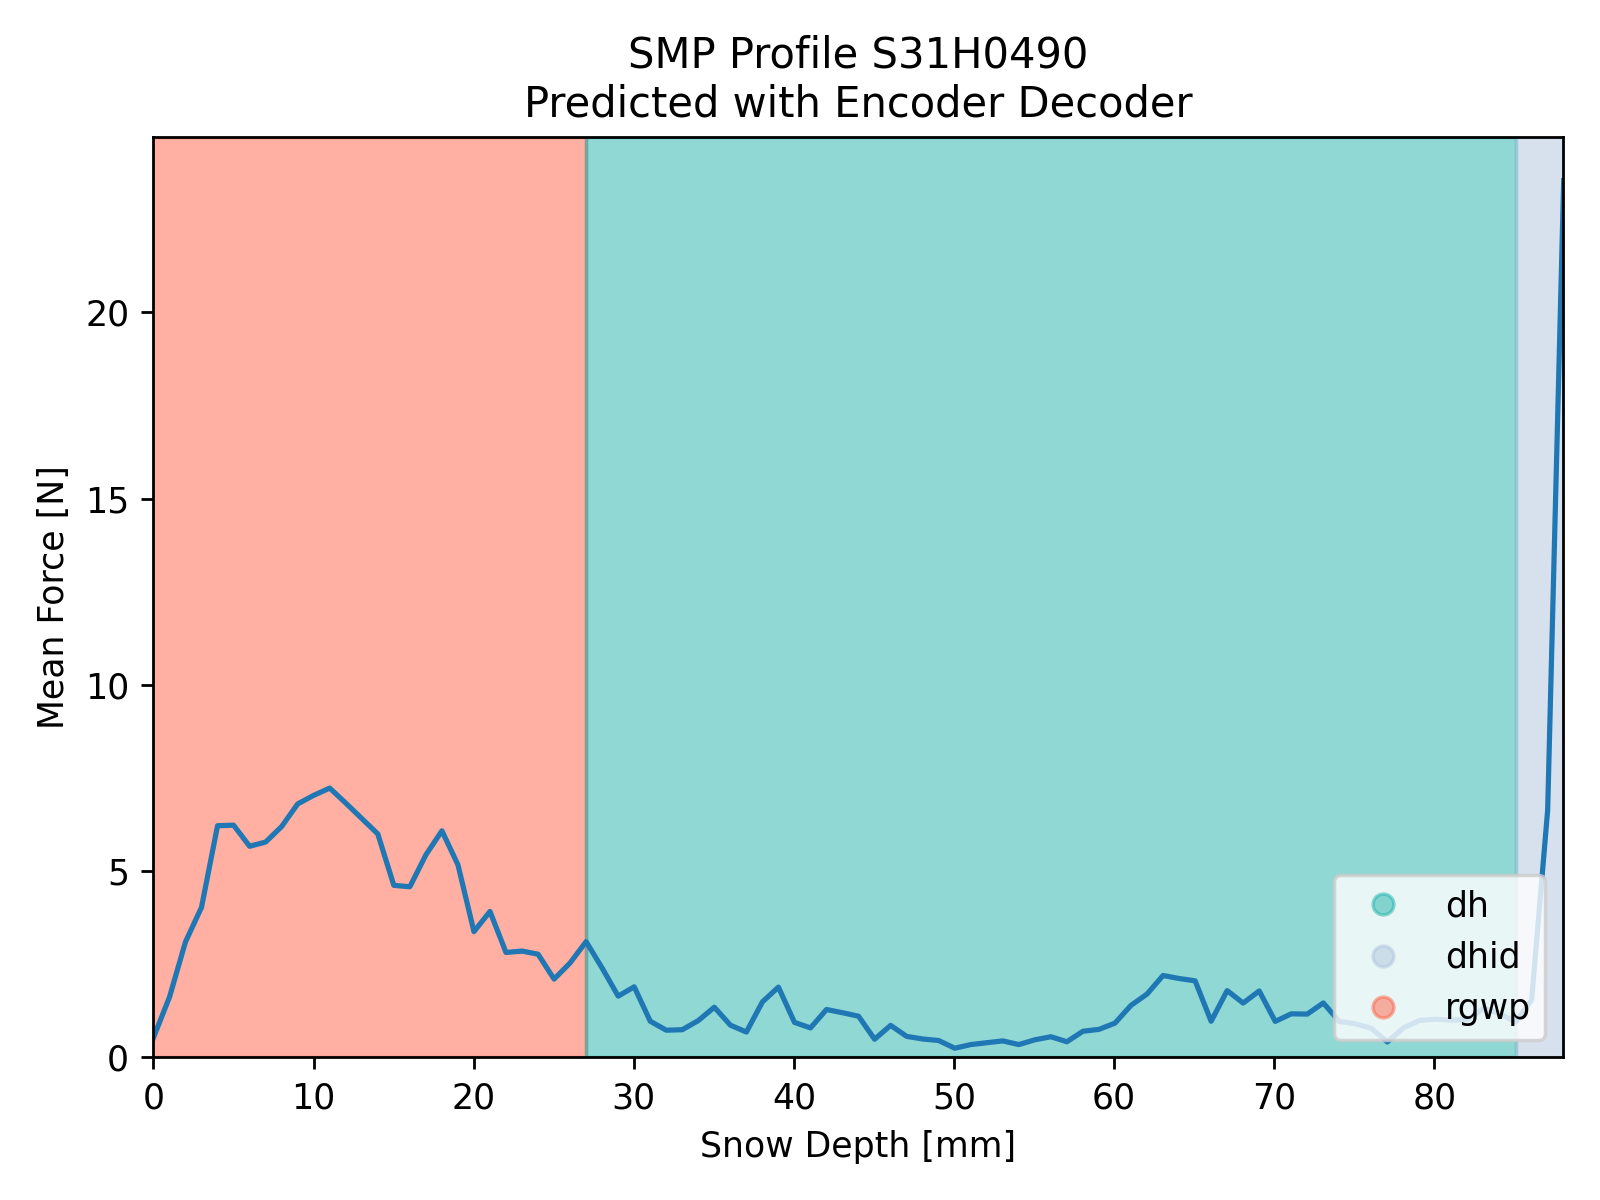 SMP Profile S31H0490
Predicted with Encoder Decoder
Mean Force [N]
20
15
10
5
0
dh
dhid
rgwp
0 10 20 30 40 50 60 70 80
Snow Depth [mm]